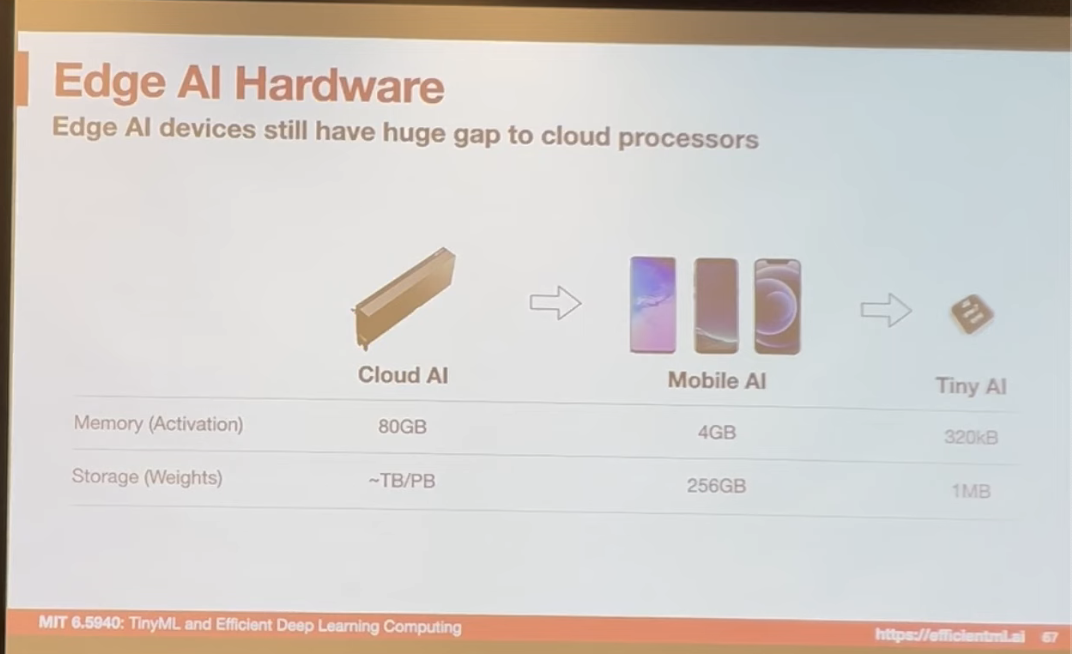 Edge AI Hardware
Edge AI devices still have huge gap to cloud processors
Cloud AI
Mobile AI
Tiny AI
Memory (Activation) 80GB 4GB 320kB
Storage (Weights) ~TB/PB 256GB 1MB
MIT 6.5940: TinyML and Efficient Deep Learning Computing
https://efficientml.ai 67